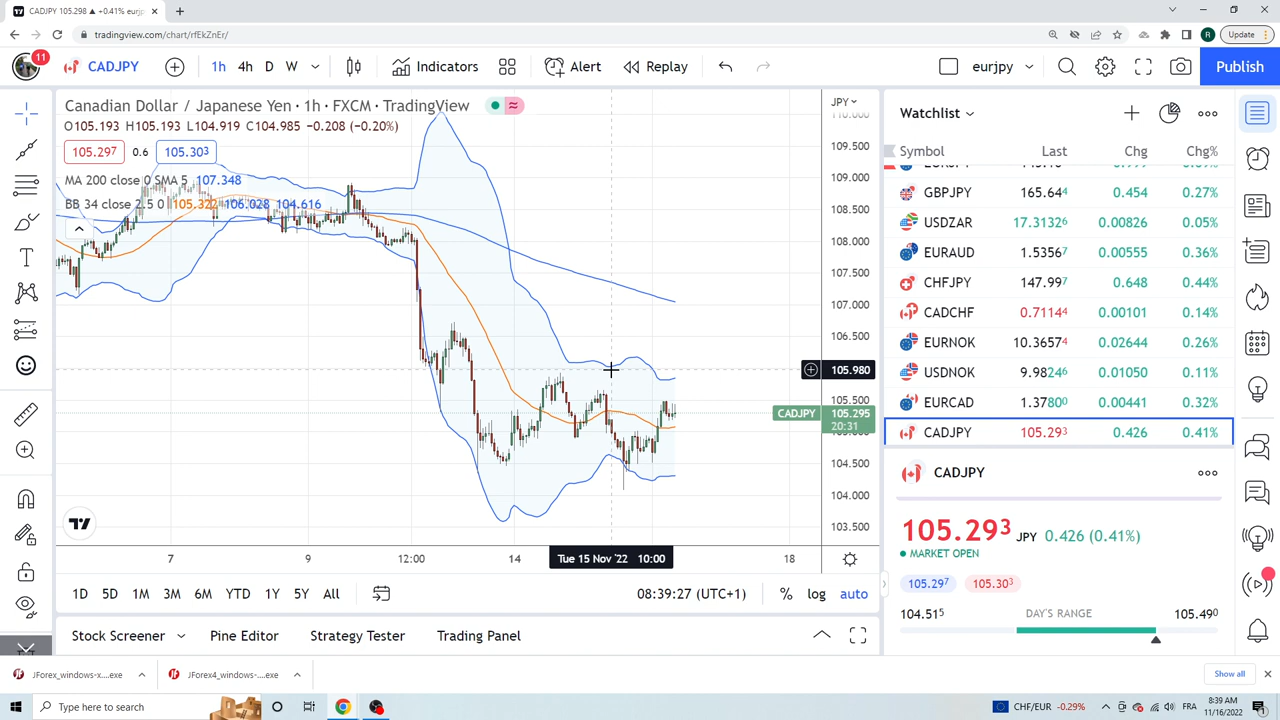 CADJPY 105.298 ▲ +0.41% eurjp
tradingview.com/chart/rfEkZnEr/
R
Update
11
CADJPY
1h 4h D W
Indicators
Alert
Replay
eurjpy
Publish
Canadian Dollar / Japanese Yen · 1h · FXCM · TradingView
O105.193 H105.193 L104.919 C104.985 -0.208 (-0.20%)
105.297 0.6 105.303
MA 200 close 0 SMA 5 107.348
BB 34 close 2.5 0 105.322 106.028 104.616
JPY
110.000
109.500
109.000
108.500
108.000
107.500
107.000
106.500
105.980
105.500
CADJPY 105.295
20:31
104.500
104.000
103.500
7 9 12:00 14 Tue 15 Nov '22 10:00 18
1D 5D 1M 3M 6M YTD 1Y 5Y All
08:39:27 (UTC+1) % log auto
Stock Screener Pine Editor Strategy Tester Trading Panel
Watchlist
Symbol Last Chg Chg%
GBPJPY 165.644 0.454 0.27%
USDZAR 17.31326 0.00826 0.05%
EURAUD 1.53567 0.00555 0.36%
CHFJPY 147.997 0.648 0.44%
CADCHF 0.71144 0.00101 0.14%
EURNOK 10.36574 0.02644 0.26%
USDNOK 9.98246 0.01050 0.11%
EURCAD 1.37800 0.00441 0.32%
CADJPY 105.293 0.426 0.41%
CADJPY
105.293 JPY 0.426 (0.41%)
MARKET OPEN
105.297 105.303
104.515 DAY'S RANGE 105.490
JForex_windows-x....exe
JForex4_windows-....exe
Show all
Type here to search
CHF/EUR -0.29%
FRA
8:39 AM
11/16/2022